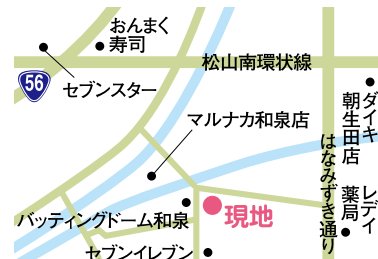 おんまく
寿司
松山南環状線
56
セブンスター
ダイキ
朝生田店
マルナカ和泉店
はなみずき通り
レデイ
薬局
現地
バッティングドーム和泉
セブンイレブン